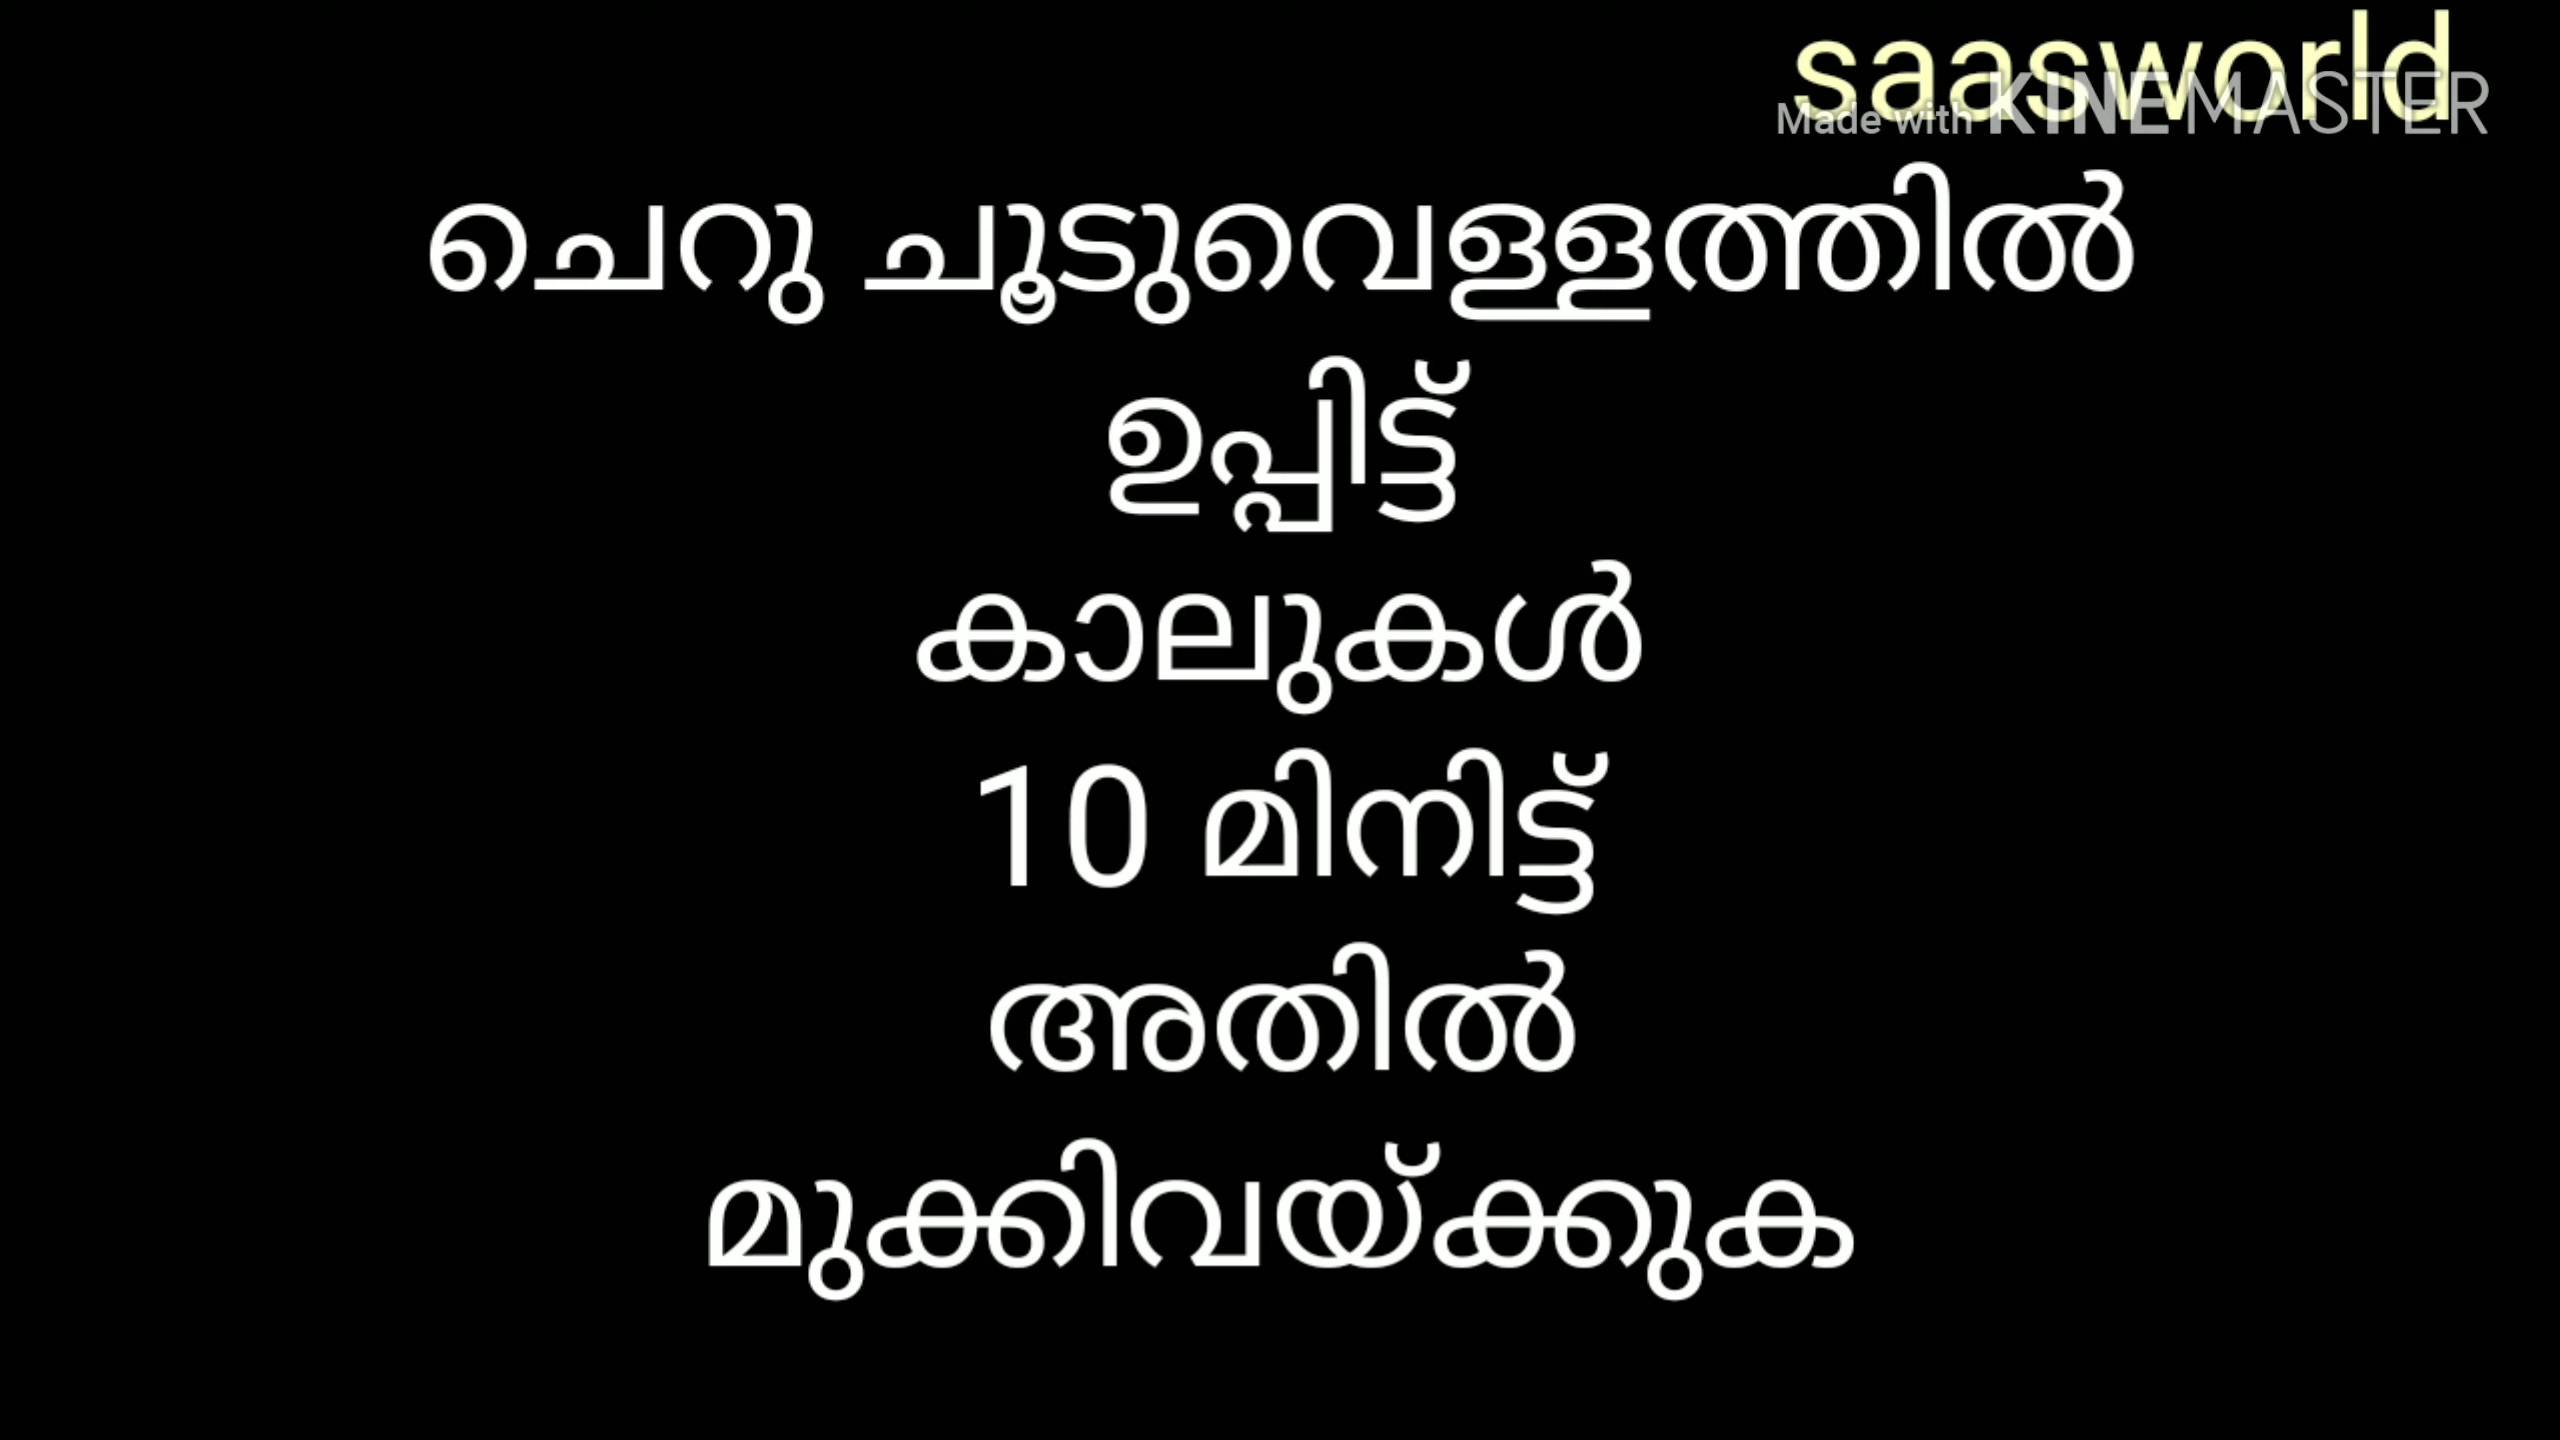 saasworld
Made with KINEMASTER
ചെറു ചൂടുവെള്ളത്തിൽ
ഉപ്പിട്ട്
കാലുകൾ
10 മിനിട്ട്
അതിൽ
മുക്കിവയ്ക്കുക